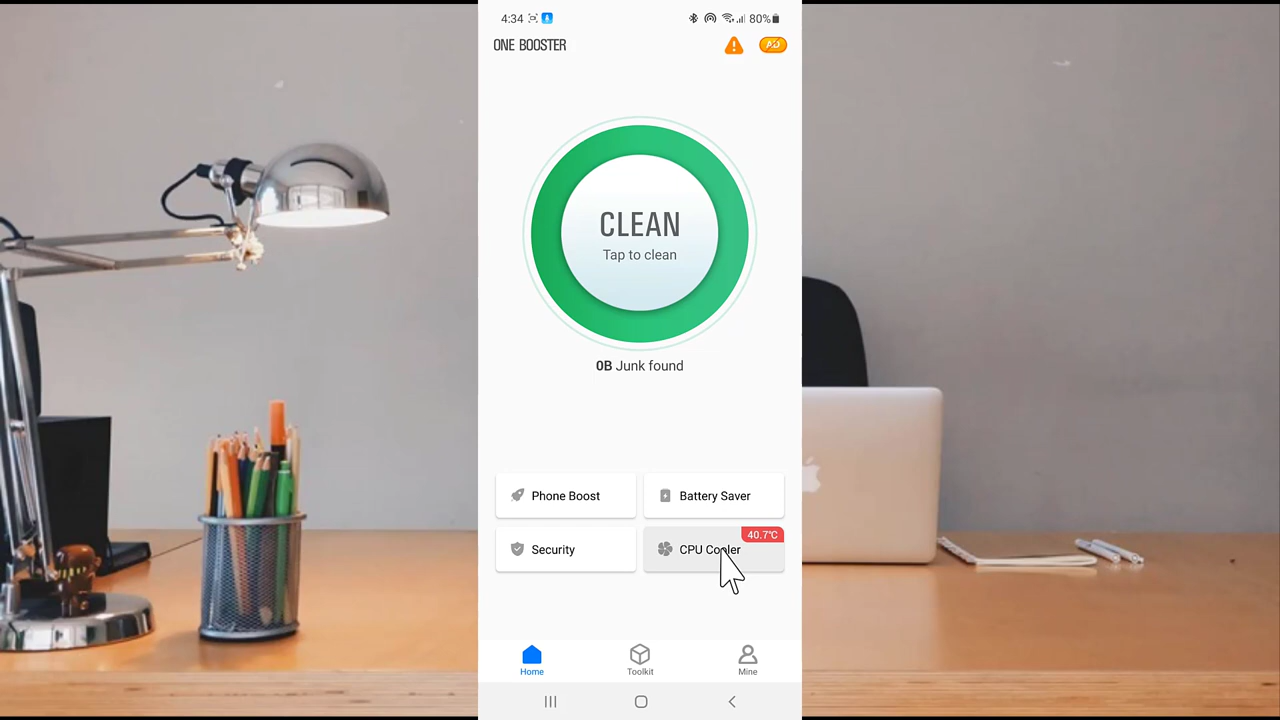 4:34 80%
ONE BOOSTER AD
CLEAN
Tap to clean
0B Junk found
Phone Boost Battery Saver
40.7°C
Security CPU Cooler
Home Toolkit Mine